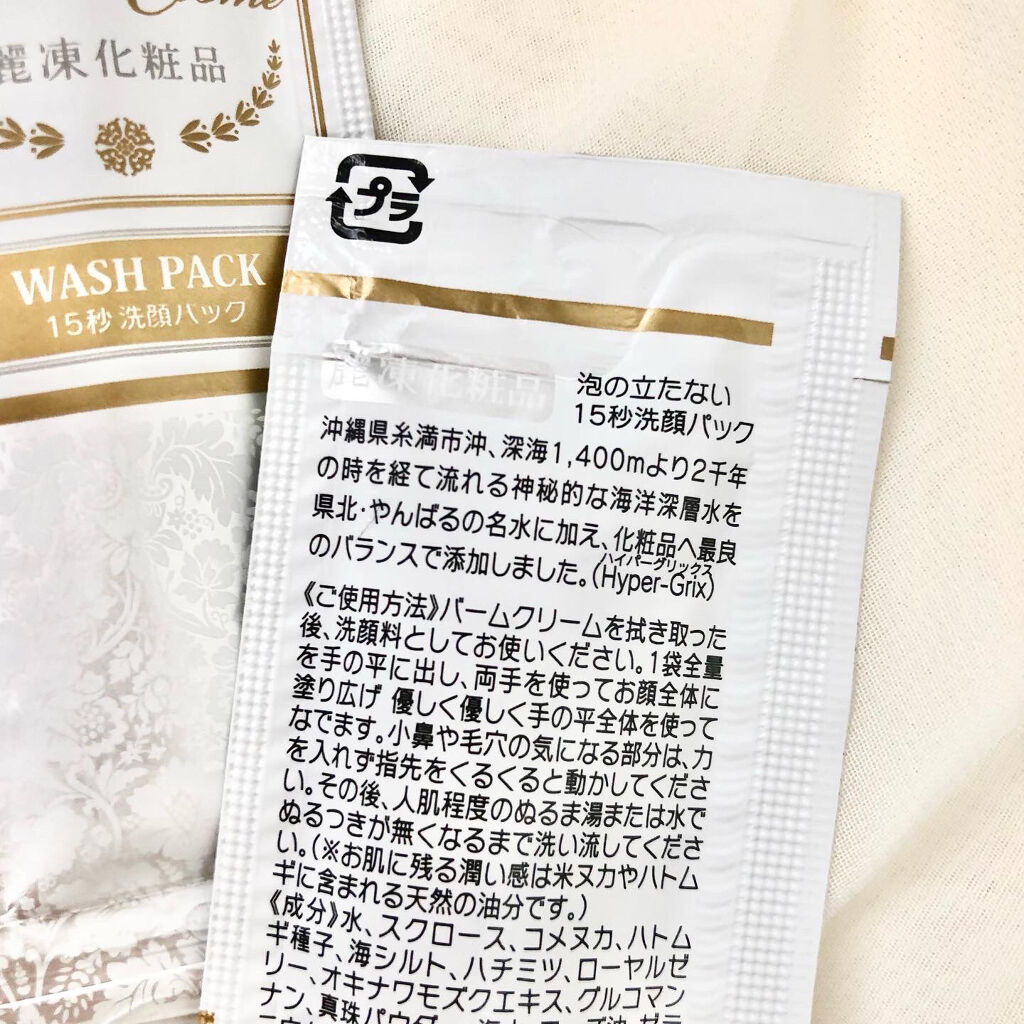 麗凍化粧品
WASH PACK
15秒 洗顔パック
プラ
麗凍化粧品
泡の立たない
15秒洗顔パック
沖縄県糸満市沖、深海1,400mより2千年
の時を経て流れる神秘的な海洋深層水を
県北・やんばるの名水に加え、化粧品へ最良
のバランスで添加しました。(Hyper-Grix)
ハイパーグリックス
《ご使用方法》バームクリームを拭き取った
後、洗顔料としてお使いください。1袋全量
を手の平に出し、両手を使ってお顔全体に
塗り広げ 優しく優しく手の平全体を使って
なでます。小鼻や毛穴の気になる部分は、力
を入れず指先をくるくると動かしてくださ
い。その後、人肌程度のぬるま湯または水で
ぬるつきが無くなるまで洗い流してくださ
い。(※お肌に残る潤い感は米ヌカやハトム
ギに含まれる天然の油分です。)
《成分》水、スクロース、コメヌカ、ハトム
ギ種子、海シルト、ハチミツ、ローヤルゼ
リー、オキナワモズクエキス、グルコマン
ナン、真珠パウダ